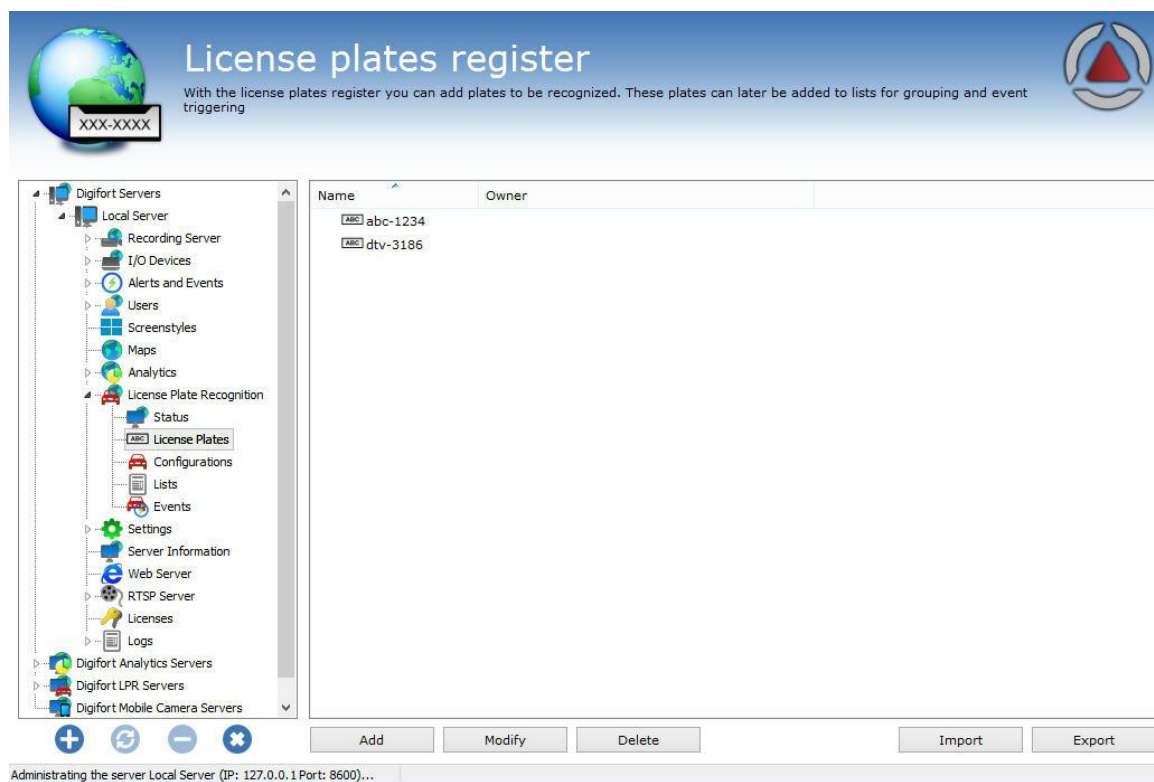 License plates register
With the license plates register you can add plates to be recognized. These plates can later be added to lists for grouping and event
triggering
XXX-XXXX
Digifort Servers
Local Server
Recording Server
I/O Devices
Alerts and Events
Users
Screenstyles
Maps
Analytics
License Plate Recognition
Status
ABC License Plates
Configurations
Lists
Events
Settings
Server Information
Web Server
RTSP Server
Licenses
Logs
Digifort Analytics Servers
Digifort LPR Servers
Digifort Mobile Camera Servers
Name Owner
ABC abc-1234
ABC dtv-3186
Add Modify Delete Import Export
Administrating the server Local Server (IP: 127.0.0.1 Port: 8600)...